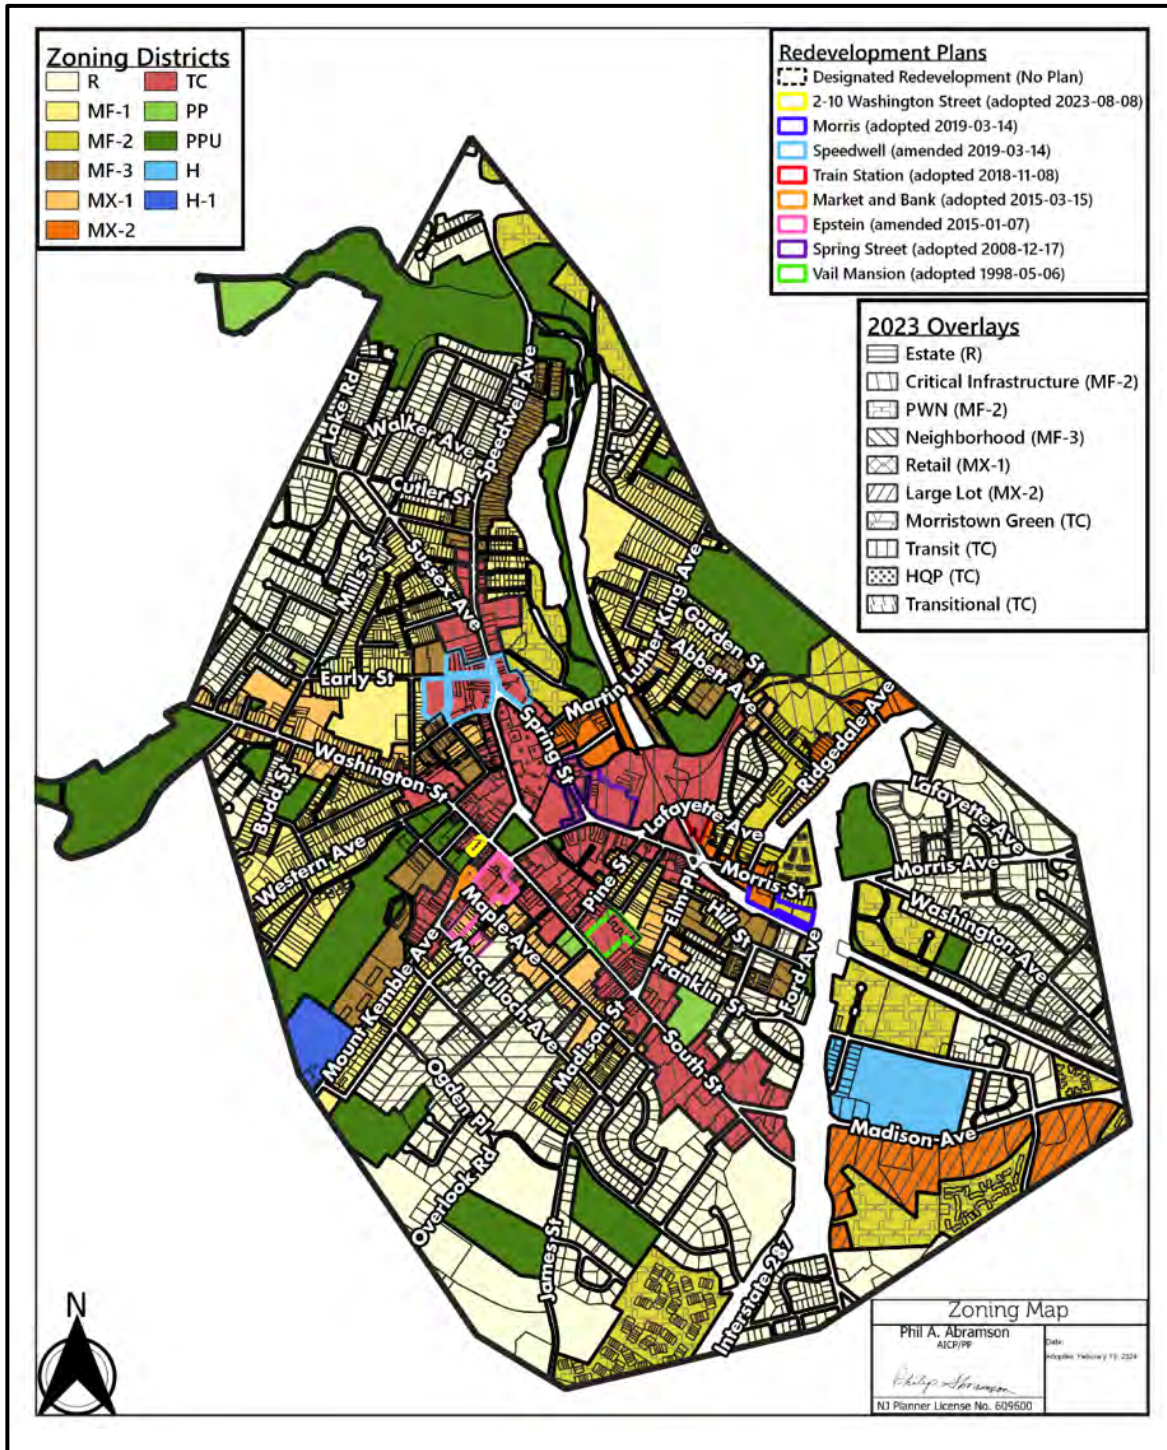 Zoning Districts
R
TC
MF-1
PP
MF-2
PPU
MF-3
H
MX-1
H-1
MX-2
Redevelopment Plans
Designated Redevelopment (No Plan)
2-10 Washington Street (adopted 2023-08-08)
Morris (adopted 2019-03-14)
Speedwell (amended 2019-03-14)
Train Station (adopted 2018-11-08)
Market and Bank (adopted 2015-03-15)
Epstein (amended 2015-01-07)
Spring Street (adopted 2008-12-17)
Vail Mansion (adopted 1998-05-06)
2023 Overlays
Estate (R)
Critical Infrastructure (MF-2)
PWN (MF-2)
Neighborhood (MF-3)
Retail (MX-1)
Large Lot (MX-2)
Morristown Green (TC)
Transit (TC)
HQP (TC)
Transitional (TC)
Lake Rd
Walker Ave
Speedwell Ave
Cutler St
Sussex Ave
Mills St
Early St
Martin Luther King Ave
Garden St
Abbett Ave
Ridgedale Ave
Spring St
Washington St
Budd St
Western Ave
Lafayette Ave
Lafayette Ave
Morris St
Morris Ave
Washington Ave
Pine St
Elm Pl
Hill St
Ford Ave
Franklin St
Maple Ave
Macculloch Ave
Mount Kemble Ave
Madison St
South St
Ogden Pl
Overlook Rd
James St
Madison Ave
Interstate 287
N
Zoning Map
Phil A. Abramson
AICP/PP
Date:
Adopted: February 13, 2024
Philip Abramson
NJ Planner License No. 609600